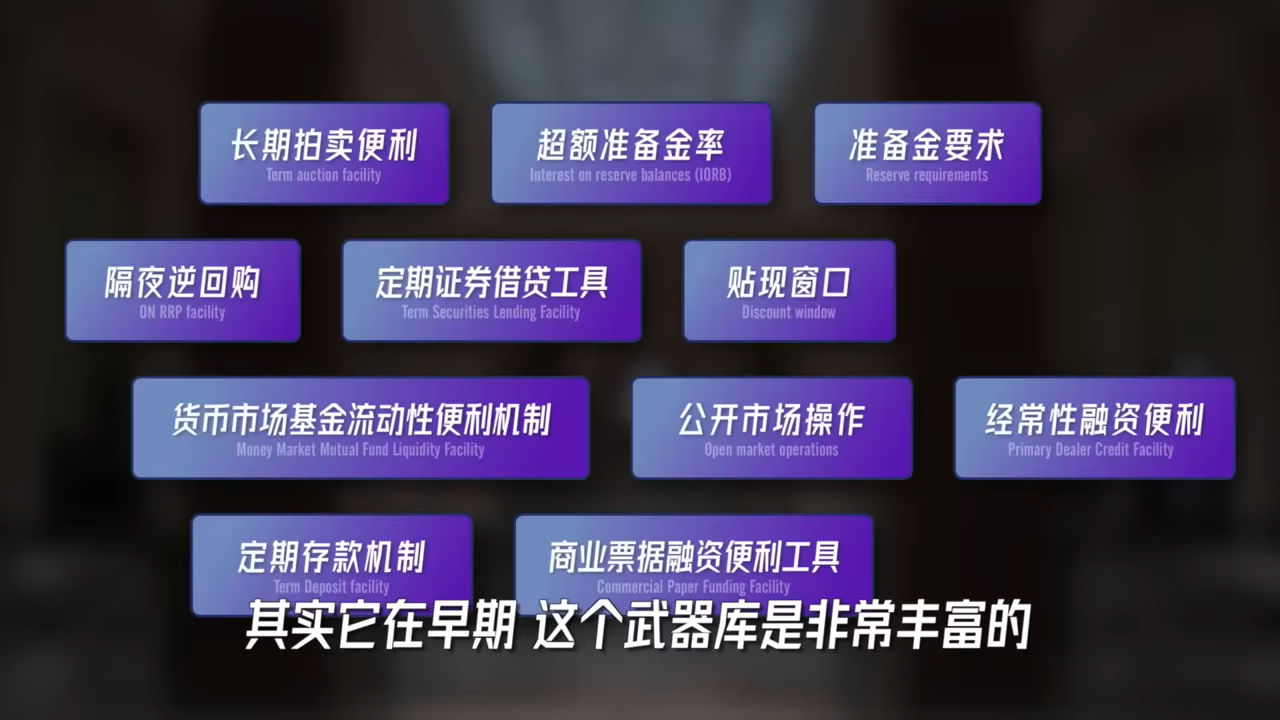 长期拍卖便利
Term auction facility
超额准备金率
Interest on reserve balances (IORB)
准备金要求
Reserve requirements
隔夜逆回购
ON RRP facility
定期证券借贷工具
Term Securities Lending Facility
贴现窗口
Discount window
货币市场基金流动性便利机制
Money Market Mutual Fund Liquidity Facility
公开市场操作
Open market operations
经常性融资便利
Primary Dealer Credit Facility
定期存款机制
Term Deposit facility
商业票据融资便利工具
Commercial Paper Funding Facility
其实它在早期 这个武器库是非常丰富的